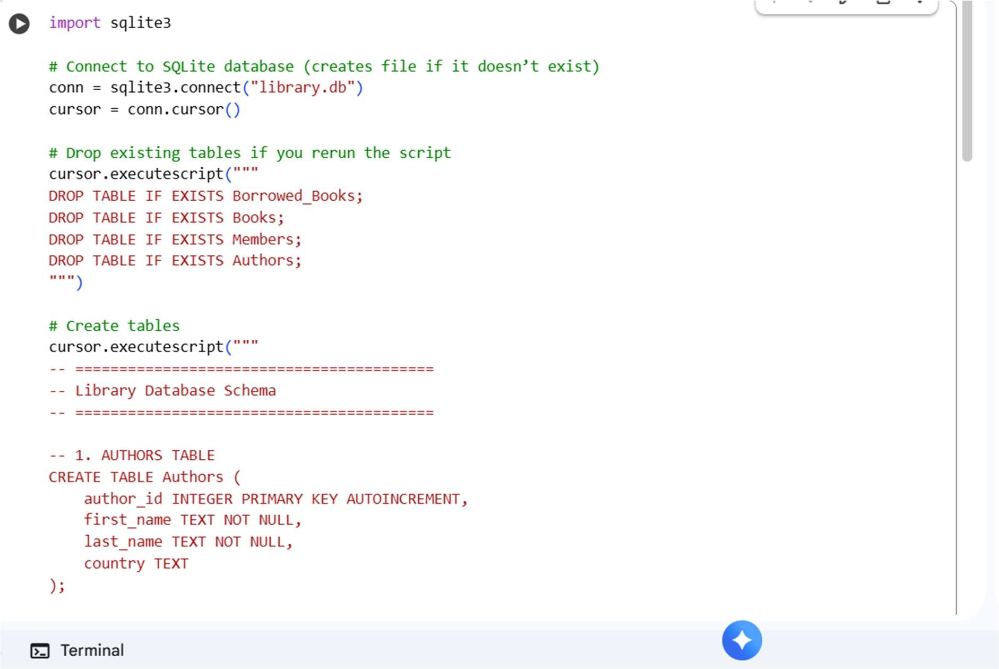 import sqlite3
# Connect to SQLite database (creates file if it doesn’t exist)
conn = sqlite3.connect("library.db")
cursor = conn.cursor()
# Drop existing tables if you rerun the script
cursor.executescript("""
DROP TABLE IF EXISTS Borrowed_Books;
DROP TABLE IF EXISTS Books;
DROP TABLE IF EXISTS Members;
DROP TABLE IF EXISTS Authors;
""")
# Create tables
cursor.executescript("""
-- =========================================
-- Library Database Schema
-- =========================================
-- 1. AUTHORS TABLE
CREATE TABLE Authors (
    author_id INTEGER PRIMARY KEY AUTOINCREMENT,
    first_name TEXT NOT NULL,
    last_name TEXT NOT NULL,
    country TEXT
);
Terminal